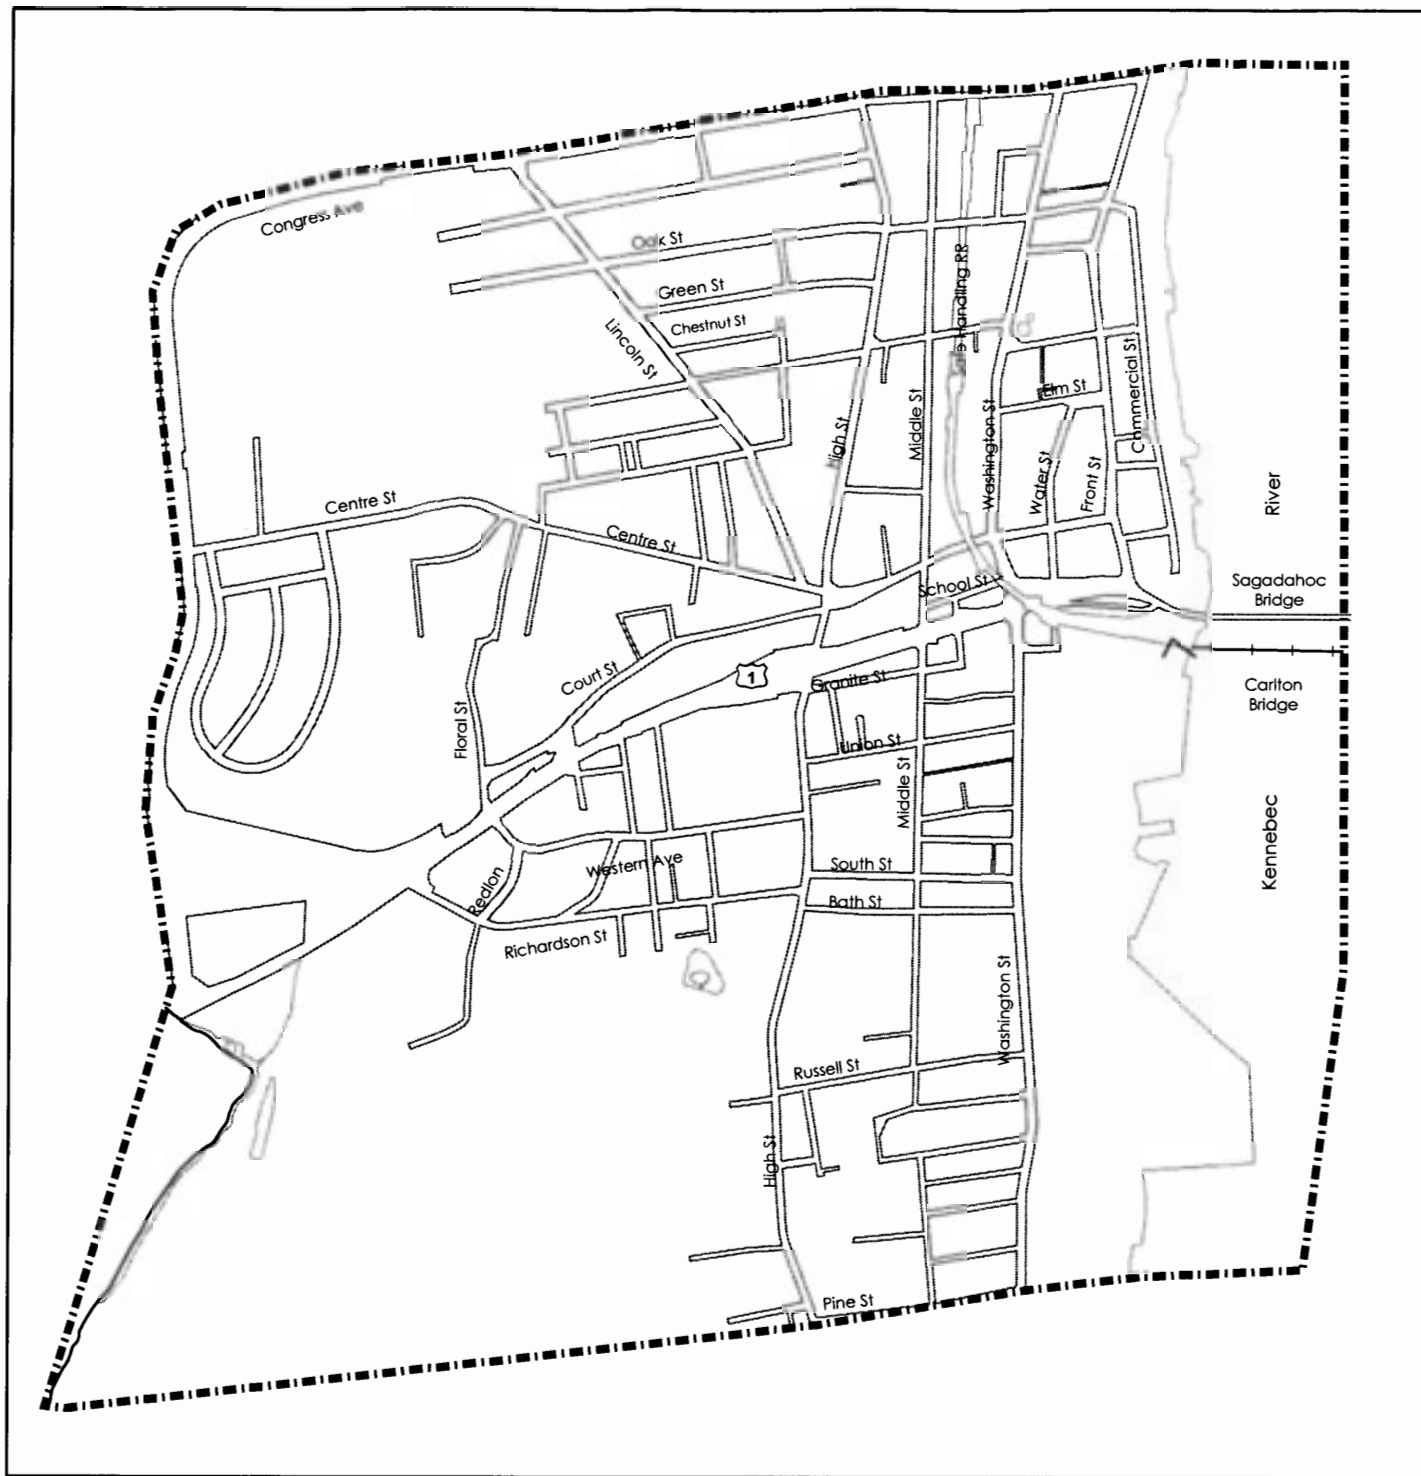 Congress Ave
Oak St
Green St
Chestnut St
Lincoln St
Handling RR
Elm St
Commercial St
High St
Middle St
Washington St
Water St
Front St
Centre St
Centre St
River
School St
Sagadahoc
Bridge
Court St
1
Granite St
Carlton
Bridge
Floral St
Union St
Middle St
Kennebec
Western Ave
South St
Redlon
Bath St
Richardson St
Washington St
Russell St
High St
Pine St